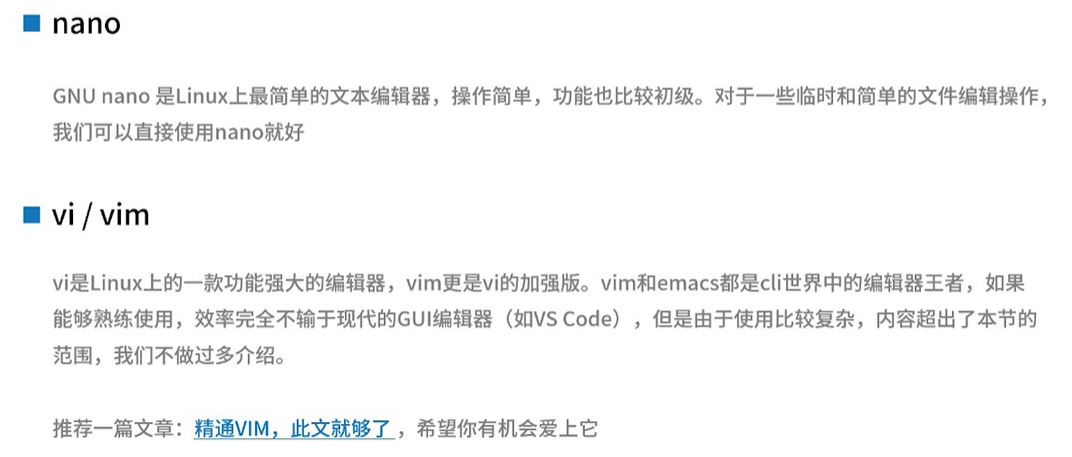 nano
GNU nano 是Linux上最简单的文本编辑器，操作简单，功能也比较初级。对于一些临时和简单的文件编辑操作，
我们可以直接使用nano就好
vi / vim
vi是Linux上的一款功能强大的编辑器，vim更是vi的加强版。vim和emacs都是cli世界中的编辑器王者，如果
能够熟练使用，效率完全不输于现代的GUI编辑器（如VS Code），但是由于使用比较复杂，内容超出了本节的
范围，我们不做过多介绍。
推荐一篇文章：精通VIM，此文就够了 ，希望你有机会爱上它